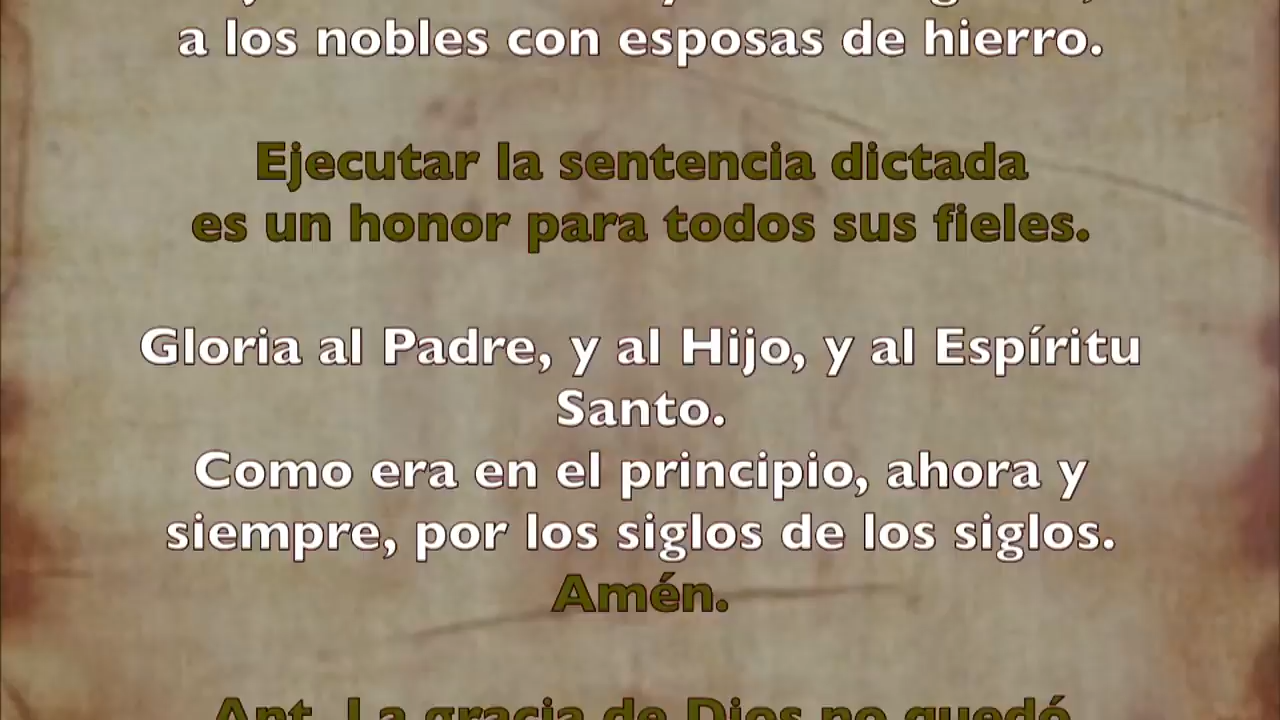 a los nobles con esposas de hierro.
Ejecutar la sentencia dictada
es un honor para todos sus fieles.
Gloria al Padre, y al Hijo, y al Espíritu
Santo.
Como era en el principio, ahora y
siempre, por los siglos de los siglos.
Amén.
Ant. La gracia de Dios no quedó